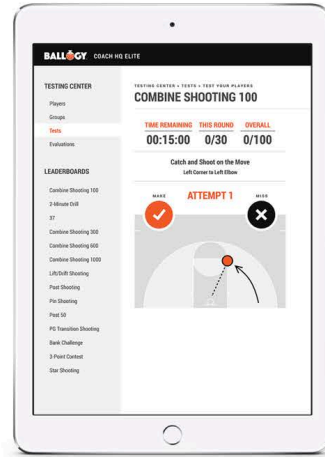 BALLOGY COACH HQ ELITE
TESTING CENTER
Players
Groups
Tests
Evaluations
LEADERBOARDS
Combine Shooting 100
2-Minute Drill
37
Combine Shooting 300
Combine Shooting 600
Combine Shooting 1000
Lift/Drift Shooting
Post Shooting
Pin Shooting
Post 50
PG Transition Shooting
Bank Challenge
3-Point Contest
Star Shooting
TESTING CENTER • TESTS • TEST YOUR PLAYERS
COMBINE SHOOTING 100
TIME REMAINING THIS ROUND OVERALL
00:15:00 0/30 0/100
Catch and Shoot on the Move
Left Corner to Left Elbow
MAKE ATTEMPT 1 MISS